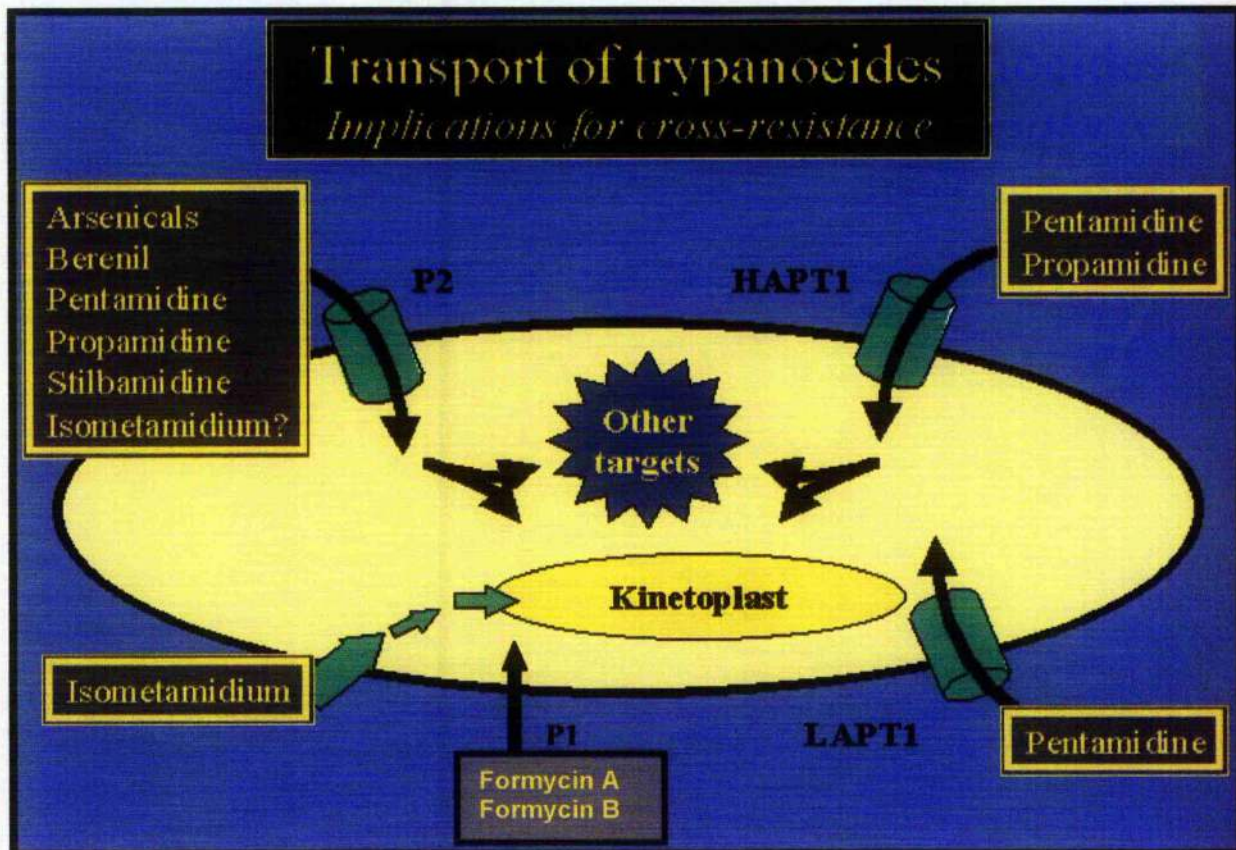 Transport of trypanocides
Implications for cross-resistance
Arsenicals
Berenil
Pentamidine
Propamidine
Stilbamidine
Isometamidium?
P2
HAPT1
Pentamidine
Propamidine
Other
targets
Kinetoplast
Isometamidium
P1
Formycin A
Formycin B
LAPT1
Pentamidine